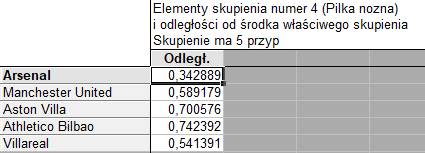 Elementy skupienia numer 4 (Pilka nozna)
i odległości od środka właściwego skupienia
Skupienie ma 5 przyp
Odległ.
Arsenal 0,342889
Manchester United 0,589179
Aston Villa 0,700576
Athletico Bilbao 0,742392
Villareal 0,541391